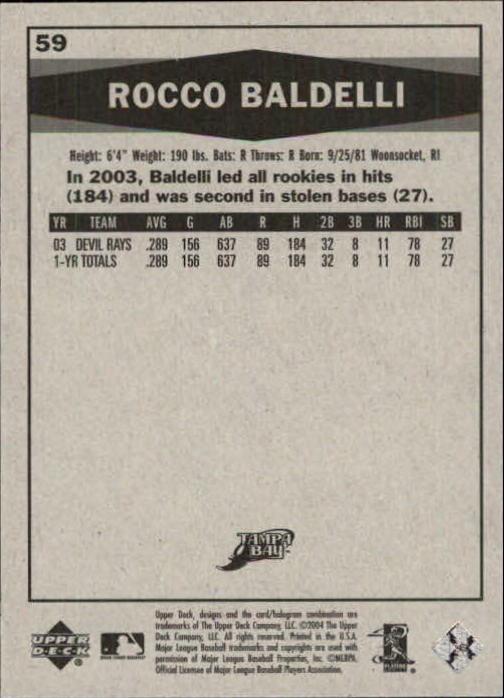 59
ROCCO BALDELLI
Height: 6'4" Weight: 190 lbs. Bats: R Throws: R Born: 9/25/81 Woonsocket, RI
In 2003, Baldelli led all rookies in hits
(184) and was second in stolen bases (27).
YR TEAM AVG G AB R H 2B 3B HR RBI SB
03 DEVIL RAYS .289 156 637 89 184 32 8 11 78 27
1-YR TOTALS .289 156 637 89 184 32 8 11 78 27
TAMPA
BAY
Upper Deck, designs and the card/hologram combination are
trademarks of The Upper Deck Company, LLC. ©2004 The Upper
Deck Company, LLC. All rights reserved. Printed in the U.S.A.
Major League Baseball trademarks and copyrights are used with
permission of Major League Baseball Properties, Inc. ©MLBPA,
Official Licensee of Major League Baseball Players Association.
UPPER
D·E·C·K